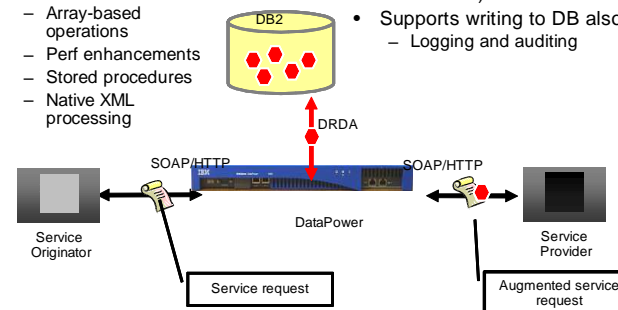 – Array-based
operations
– Perf enhancements
– Stored procedures
– Native XML
processing
• Supports writing to DB also
– Logging and auditing
DB2
DRDA
SOAP/HTTP
SOAP/HTTP
IBM
DataPower
Service
Originator
Service
Provider
Service request
Augmented service
request